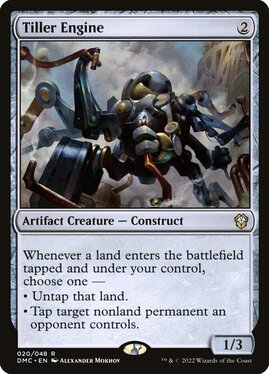 Tiller Engine 2
Artifact Creature — Construct
Whenever a land enters the battlefield
tapped and under your control,
choose one —
• Untap that land.
• Tap target nonland permanent an
opponent controls.
1/3
020/048 R
DMC • EN ALEXANDER MOKHOV ™ & © 2022 Wizards of the Coast